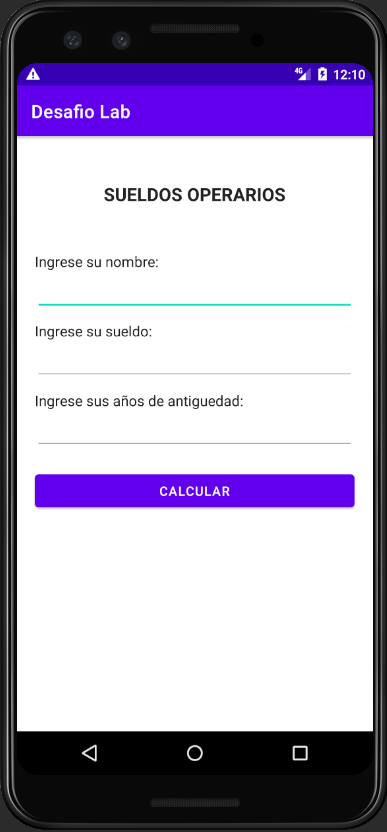 4G 12:10
Desafio Lab
SUELDOS OPERARIOS
Ingrese su nombre:
Ingrese su sueldo:
Ingrese sus años de antiguedad:
CALCULAR